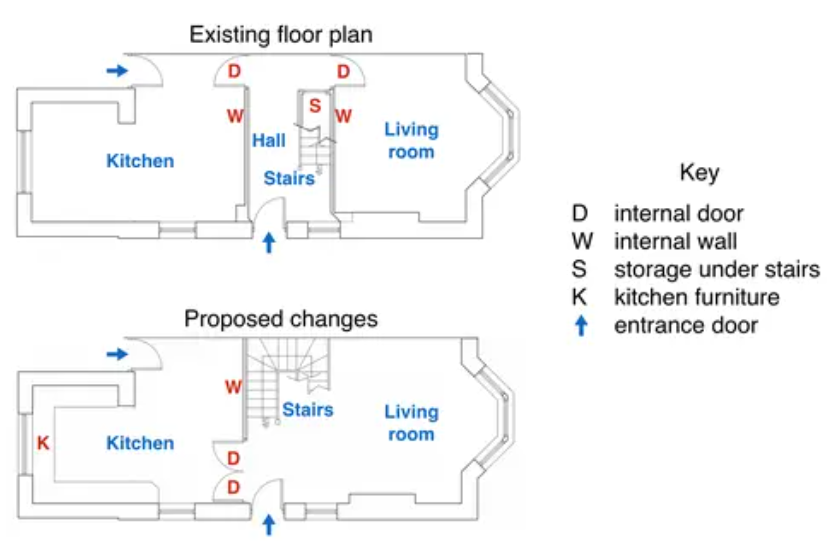 Existing floor plan
D
D
W
S
W
Hall
Living
room
Kitchen
Stairs
Key
D internal door
W internal wall
S storage under stairs
K kitchen furniture
entrance door
Proposed changes
W
Stairs
Living
room
K
Kitchen
D
D